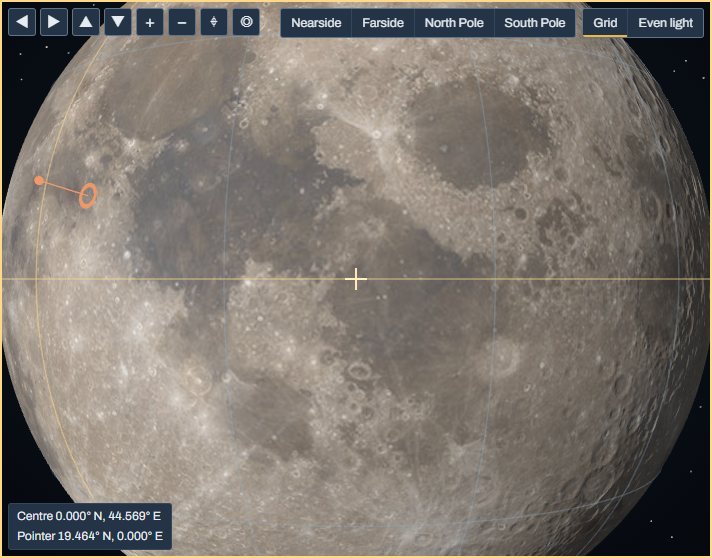 Nearside Farside North Pole South Pole Grid Even light
Centre 0.000° N, 44.569° E
Pointer 19.464° N, 0.000° E